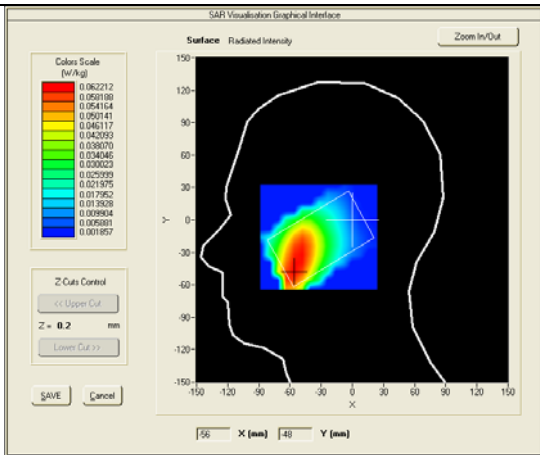 SAR Visualisation Graphical Interface
Surface Radiated Intensity
Zoom In/Out
Colors Scale
(W/kg)
0.062212
0.058188
0.054164
0.050141
0.046117
0.042093
0.038070
0.034046
0.030023
0.025999
0.021975
0.017952
0.013928
0.009904
0.005881
0.001857
Z-Cuts Control
<< Upper Cut
Z = 0.2 mm
Lower Cut >>
SAVE
Cancel
150
120
90
60
30
0
-30
-60
-90
-120
-150
Y
-150 -120 -90 -60 -30 0 30 60 90 120 150
X
-56 X (mm) -48 Y (mm)